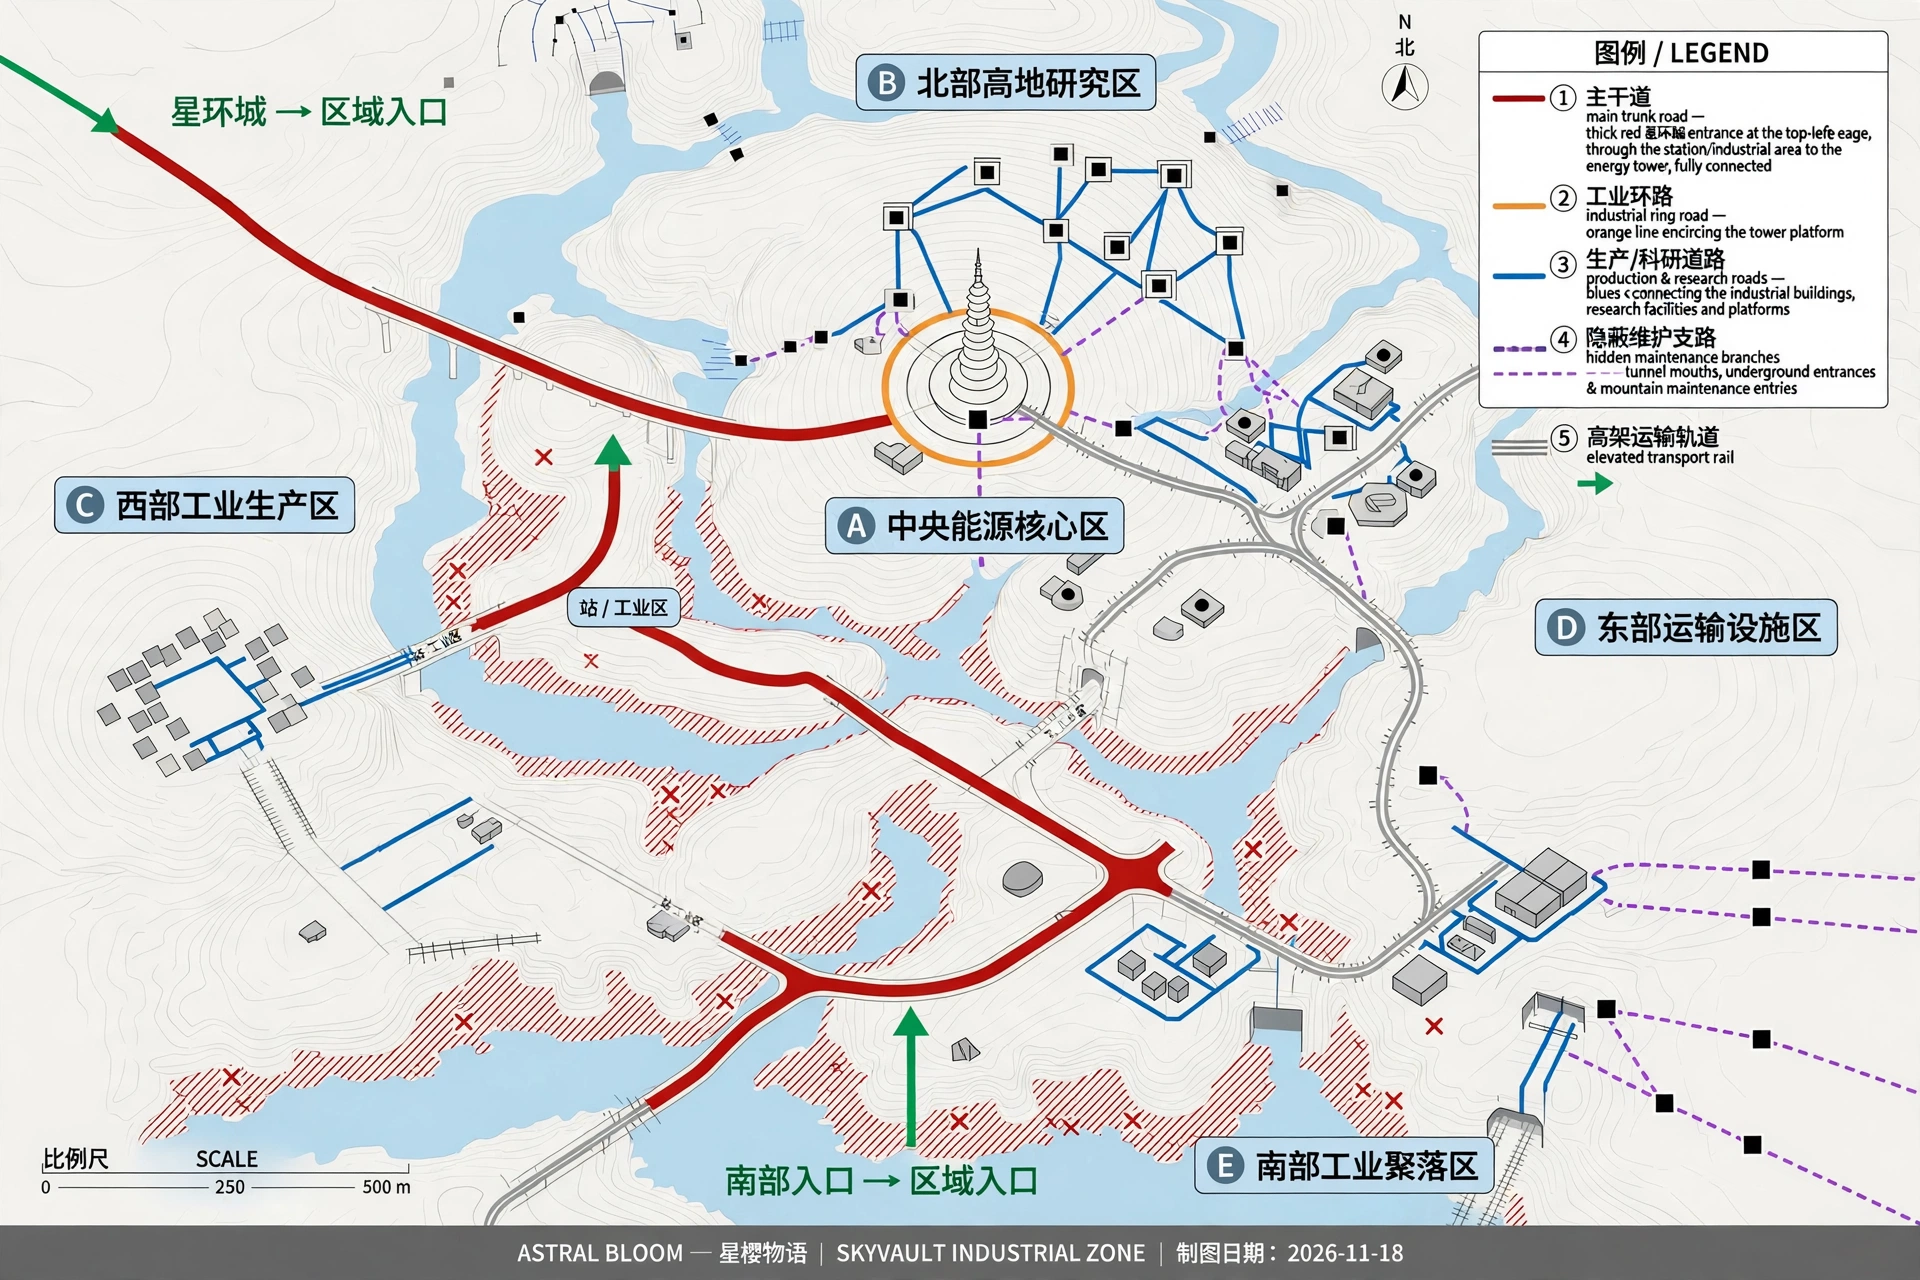 N
北
图例 / LEGEND
① 主干道
main trunk road —
thick red entrance at the top-lefe eage,
through the station/industrial area to the
energy tower, fully connected
② 工业环路
industrial ring road —
orange line encircing the tower platform
③ 生产/科研道路
production & research roads —
blues connecting the industrial buildings,
research facilities and platforms
④ 隐蔽维护支路
hidden maintenance branches
tunnel mouths, underground entrances
& mountain maintenance entries
⑤ 高架运输轨道
elevated transport rail
B 北部高地研究区
星环城 → 区域入口
C 西部工业生产区
A 中央能源核心区
站 / 工业区
D 东部运输设施区
E 南部工业聚落区
南部入口 → 区域入口
比例尺 SCALE
0 250 500 m
ASTRAL BLOOM — 星樱物语 | SKYVAULT INDUSTRIAL ZONE | 制图日期：2026-11-18